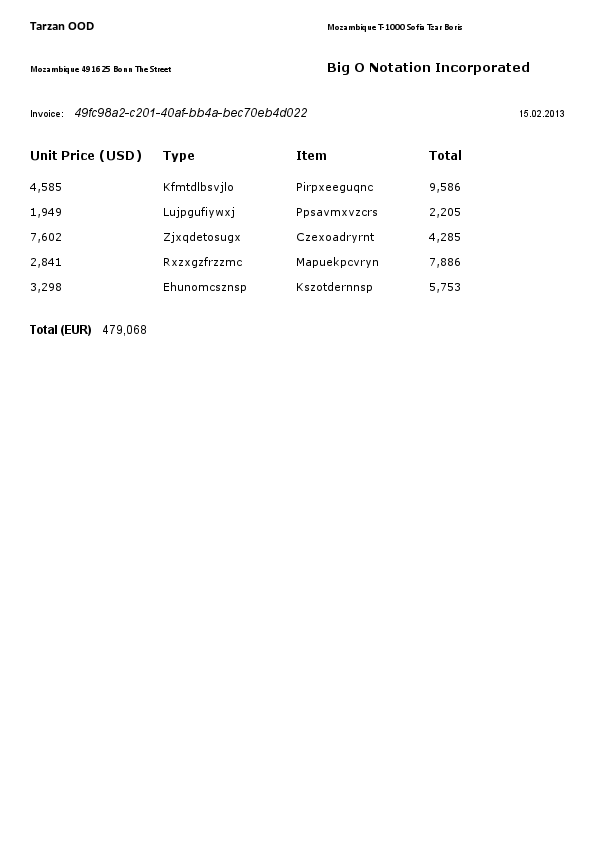 Tarzan OOD
Mozambique T-1000 Sofia Tzar Boris
Mozambique 491625 Bonn The Street
Big O Notation Incorporated
Invoice: 49fc98a2-c201-40af-bb4a-bec70eb4d022 15.02.2013
Unit Price (USD) Type Item Total
4,585 Kfmtdlbsvjlo Pirpxeeguqnc 9,586
1,949 Lujpgufiywxj Ppsavmxvzcrs 2,205
7,602 Zjxqdetosugx Czexoadryrnt 4,285
2,841 Rxzxgzfrzzmc Mapuekpcvryn 7,886
3,298 Ehunomcsznsp Kszotdernnsp 5,753
Total (EUR) 479,068